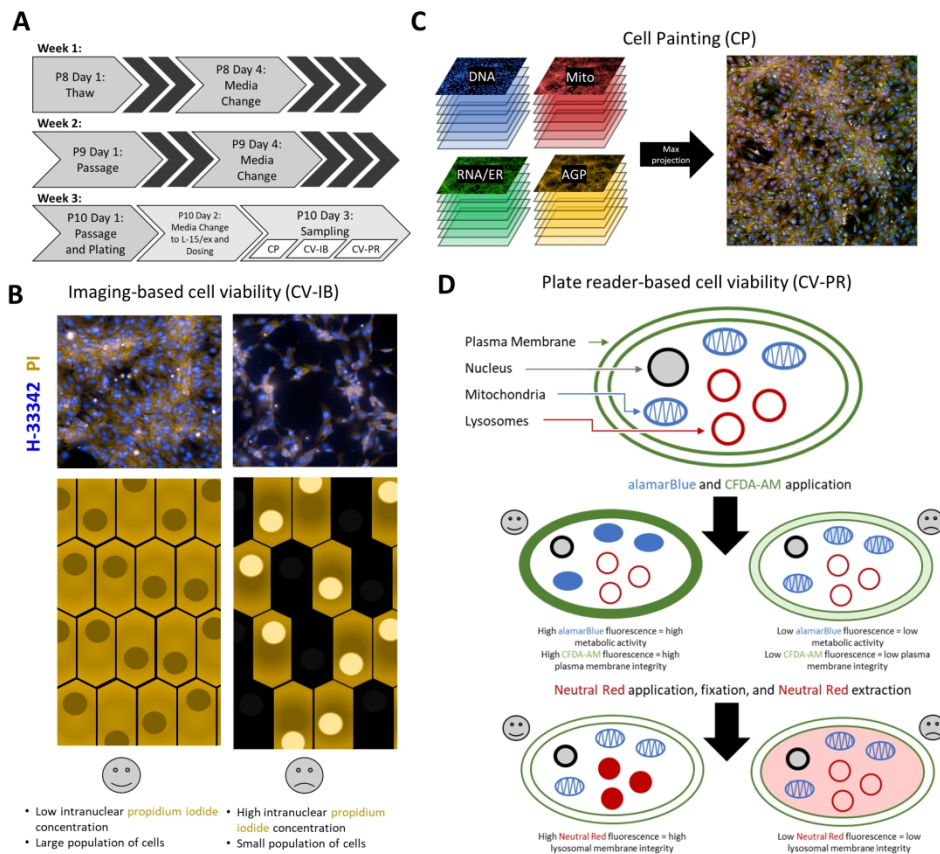 A
Week 1:
P8 Day 1:
Thaw
P8 Day 4:
Media
Change
Week 2:
P9 Day 1:
Passage
P9 Day 4:
Media
Change
Week 3:
P10 Day 1:
Passage
and Plating
P10 Day 2:
Media Change
to L-15/ex and
Dosing
P10 Day 3:
Sampling
CP
CV-IB
CV-PR
B
Imaging-based cell viability (CV-IB)
H-33342 PI
• Low intranuclear propidium iodide
concentration
• Large population of cells
• High intranuclear propidium
iodide concentration
• Small population of cells
C
Cell Painting (CP)
DNA
Mito
RNA/ER
AGP
Max
projection
D
Plate reader-based cell viability (CV-PR)
Plasma Membrane
Nucleus
Mitochondria
Lysosomes
alamarBlue and CFDA-AM application
High alamarBlue fluorescence = high
metabolic activity
High CFDA-AM fluorescence = high
plasma membrane integrity
Low alamarBlue fluorescence = low
metabolic activity
Low CFDA-AM fluorescence = low plasma
membrane integrity
Neutral Red application, fixation, and Neutral Red extraction
High Neutral Red fluorescence = high
lysosomal membrane integrity
Low Neutral Red fluorescence = low
lysosomal membrane integrity